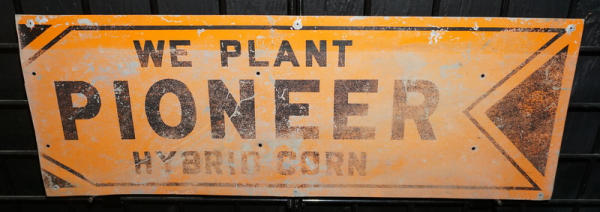 WE PLANT
PIONEER
HYBRID CORN